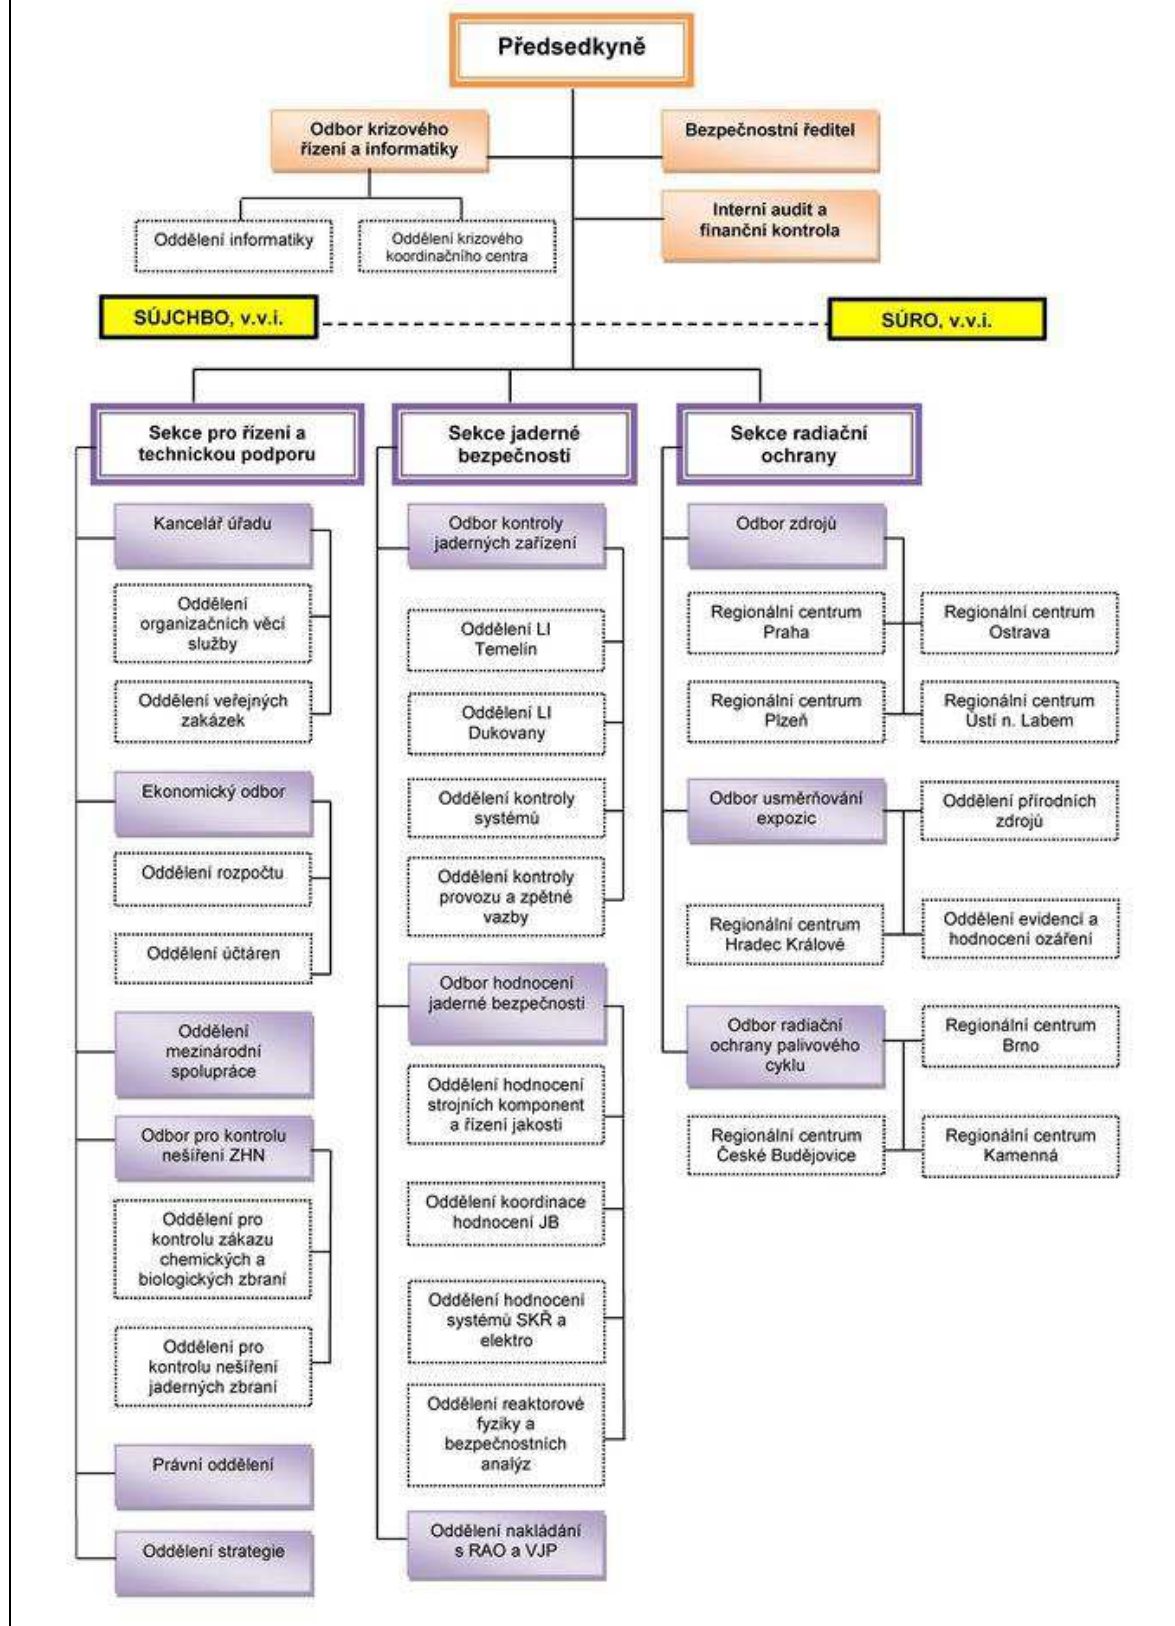 Předsedkyně
Odbor krizového
řízení a informatiky
Bezpečnostní ředitel
Interní audit a
finanční kontrola
Oddělení informatiky
Oddělení krizového
koordinačního centra
SÚJCHBO, v.v.i.
SÚRO, v.v.i.
Sekce pro řízení a
technickou podporu
Sekce jaderné
bezpečnosti
Sekce radiační
ochrany
Kancelář úřadu
Oddělení
organizačních věcí
služby
Oddělení veřejných
zakázek
Ekonomický odbor
Oddělení rozpočtu
Oddělení účtáren
Oddělení
mezinárodní
spolupráce
Odbor pro kontrolu
nešíření ZHN
Oddělení pro
kontrolu zákazu
chemických a
biologických zbraní
Oddělení pro
kontrolu nešíření
jaderných zbraní
Právní oddělení
Oddělení strategie
Odbor kontroly
jaderných zařízení
Oddělení LI
Temelín
Oddělení LI
Dukovany
Oddělení kontroly
systémů
Oddělení kontroly
provozu a zpětné
vazby
Odbor hodnocení
jaderné bezpečnosti
Oddělení hodnocení
strojních komponent
a řízení jakosti
Oddělení koordinace
hodnocení JB
Oddělení hodnocení
systémů SKŘ a
elektro
Oddělení reaktorové
fyziky a
bezpečnostních
analýz
Oddělení nakládání
s RAO a VJP
Odbor zdrojů
Regionální centrum
Praha
Regionální centrum
Ostrava
Regionální centrum
Plzeň
Regionální centrum
Ústí n. Labem
Odbor usměrňování
expozic
Oddělení přírodních
zdrojů
Regionální centrum
Hradec Králové
Oddělení evidencí a
hodnocení ozáření
Odbor radiační
ochrany palivového
cyklu
Regionální centrum
Brno
Regionální centrum
České Budějovice
Regionální centrum
Kamenná